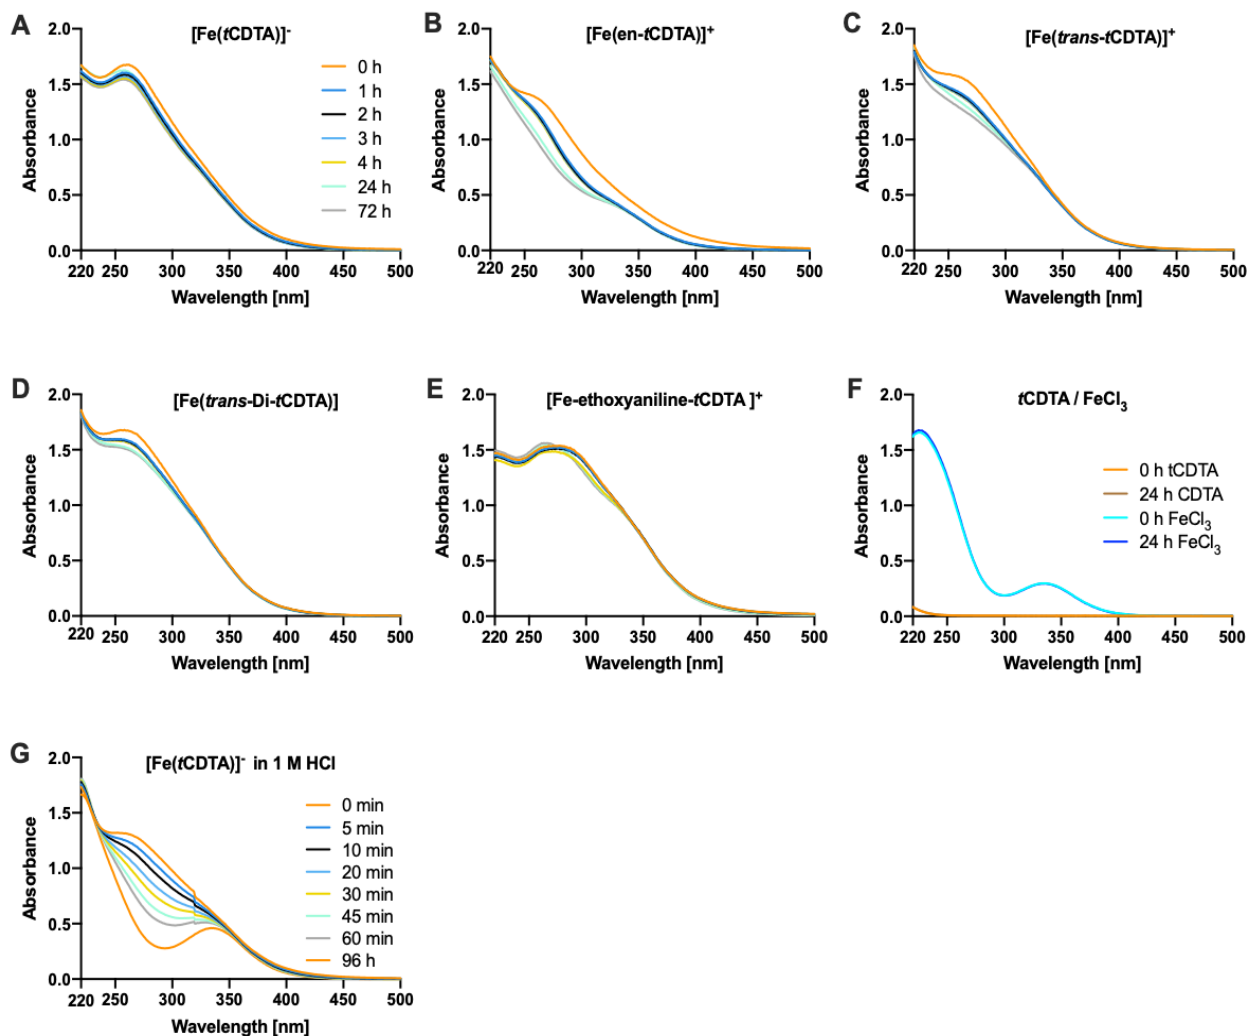 A
[Fe(tCDTA)]-
2.0
1.5
1.0
0.5
0.0
Absorbance
220 250 300 350 400 450 500
Wavelength [nm]
0 h
1 h
2 h
3 h
4 h
24 h
72 h
B
[Fe(en-tCDTA)]+
2.0
1.5
1.0
0.5
0.0
Absorbance
220 250 300 350 400 450 500
Wavelength [nm]
C
[Fe(trans-tCDTA)]+
2.0
1.5
1.0
0.5
0.0
Absorbance
220 250 300 350 400 450 500
Wavelength [nm]
D
[Fe(trans-Di-tCDTA)]
2.0
1.5
1.0
0.5
0.0
Absorbance
220 250 300 350 400 450 500
Wavelength [nm]
E
[Fe-ethoxyaniline-tCDTA ]+
2.0
1.5
1.0
0.5
0.0
Absorbance
220 250 300 350 400 450 500
Wavelength [nm]
F
tCDTA / FeCl3
2.0
1.5
1.0
0.5
0.0
Absorbance
220 250 300 350 400 450 500
Wavelength [nm]
0 h tCDTA
24 h CDTA
0 h FeCl3
24 h FeCl3
G
[Fe(tCDTA)]- in 1 M HCl
2.0
1.5
1.0
0.5
0.0
Absorbance
220 250 300 350 400 450 500
Wavelength [nm]
0 min
5 min
10 min
20 min
30 min
45 min
60 min
96 h